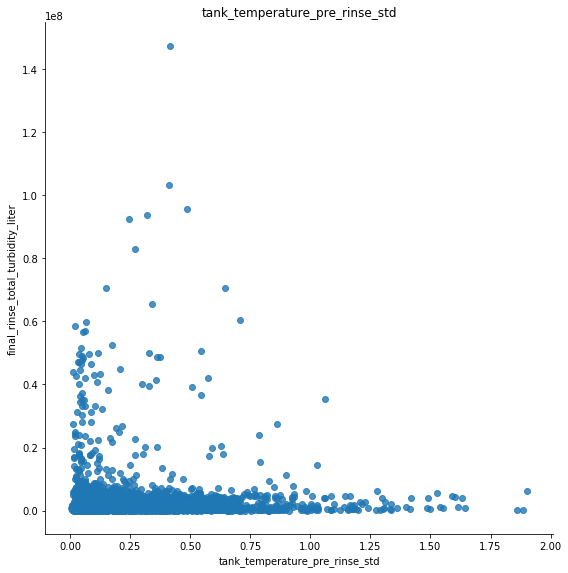 tank_temperature_pre_rinse_std
1e8
1.4
1.2
1.0
0.8
0.6
0.4
0.2
0.0
final_rinse_total_turbidity_liter
0.00 0.25 0.50 0.75 1.00 1.25 1.50 1.75 2.00
tank_temperature_pre_rinse_std